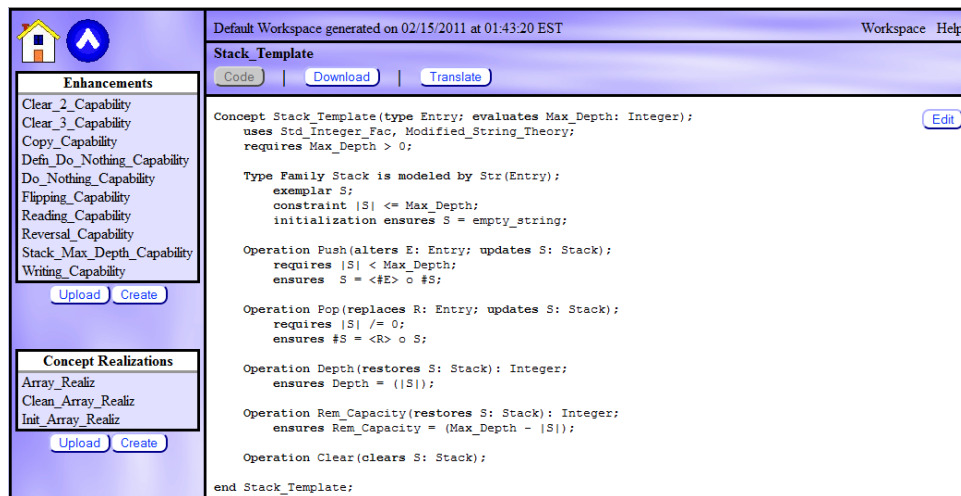 Default Workspace generated on 02/15/2011 at 01:43:20 EST
Workspace Help
Stack_Template
Code | Download | Translate
Enhancements
Clear_2_Capability
Clear_3_Capability
Copy_Capability
Defn_Do_Nothing_Capability
Do_Nothing_Capability
Flipping_Capability
Reading_Capability
Reversal_Capability
Stack_Max_Depth_Capability
Writing_Capability
Upload Create
Concept Realizations
Array_Realiz
Clean_Array_Realiz
Init_Array_Realiz
Upload Create
Edit
Concept Stack_Template(type Entry; evaluates Max_Depth: Integer);
uses Std_Integer_Fac, Modified_String_Theory;
requires Max_Depth > 0;
Type Family Stack is modeled by Str(Entry);
exemplar S;
constraint |S| <= Max_Depth;
initialization ensures S = empty_string;
Operation Push(alters E: Entry; updates S: Stack);
requires |S| < Max_Depth;
ensures S = <#E> o #S;
Operation Pop(replaces R: Entry; updates S: Stack);
requires |S| /= 0;
ensures #S = <R> o S;
Operation Depth(restores S: Stack): Integer;
ensures Depth = (|S|);
Operation Rem_Capacity(restores S: Stack): Integer;
ensures Rem_Capacity = (Max_Depth - |S|);
Operation Clear(clears S: Stack);
end Stack_Template;